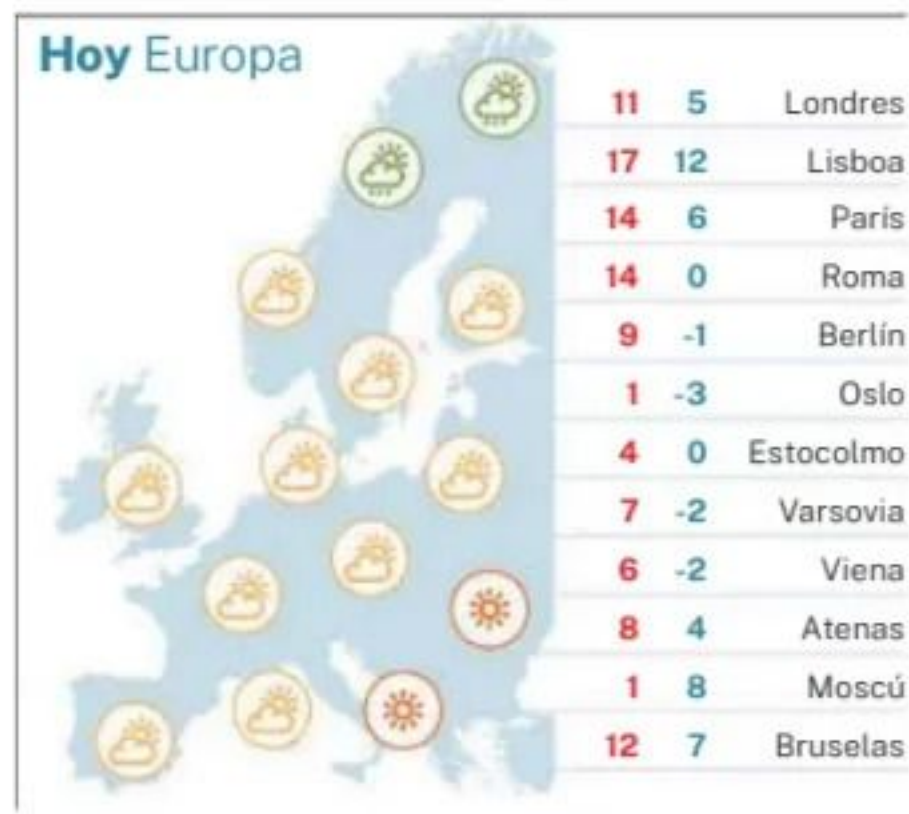 Hoy Europa
11 5 Londres
17 12 Lisboa
14 6 París
14 0 Roma
9 -1 Berlín
1 -3 Oslo
4 0 Estocolmo
7 -2 Varsovia
6 -2 Viena
8 4 Atenas
1 8 Moscú
12 7 Bruselas